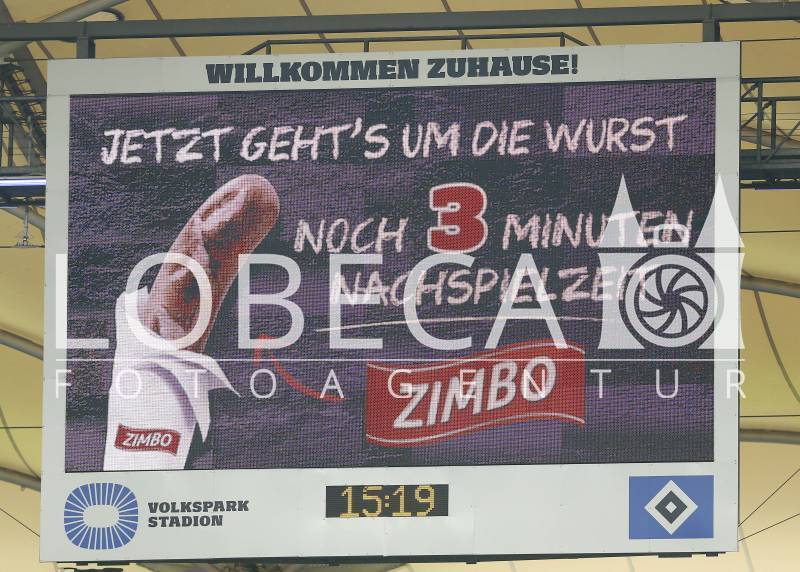 WILLKOMMEN ZUHAUSE!
JETZT GEHT'S UM DIE WURST
NOCH 3 MINUTEN
NACHSPIELZEIT
LOBECA
FOTOAGENTUR
ZIMBO
ZIMBO
VOLKSPARK
STADION
15:19